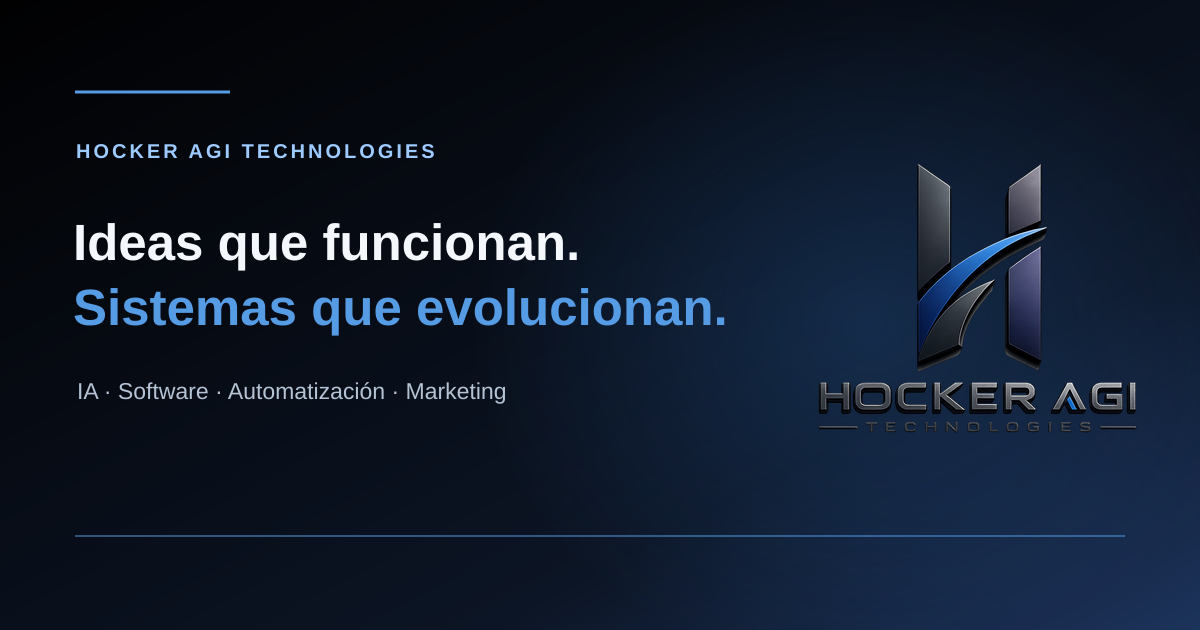 HOCKER AGI TECHNOLOGIES
Ideas que funcionan.
Sistemas que evolucionan.
IA · Software · Automatización · Marketing
HOCKER AGI
TECHNOLOGIES